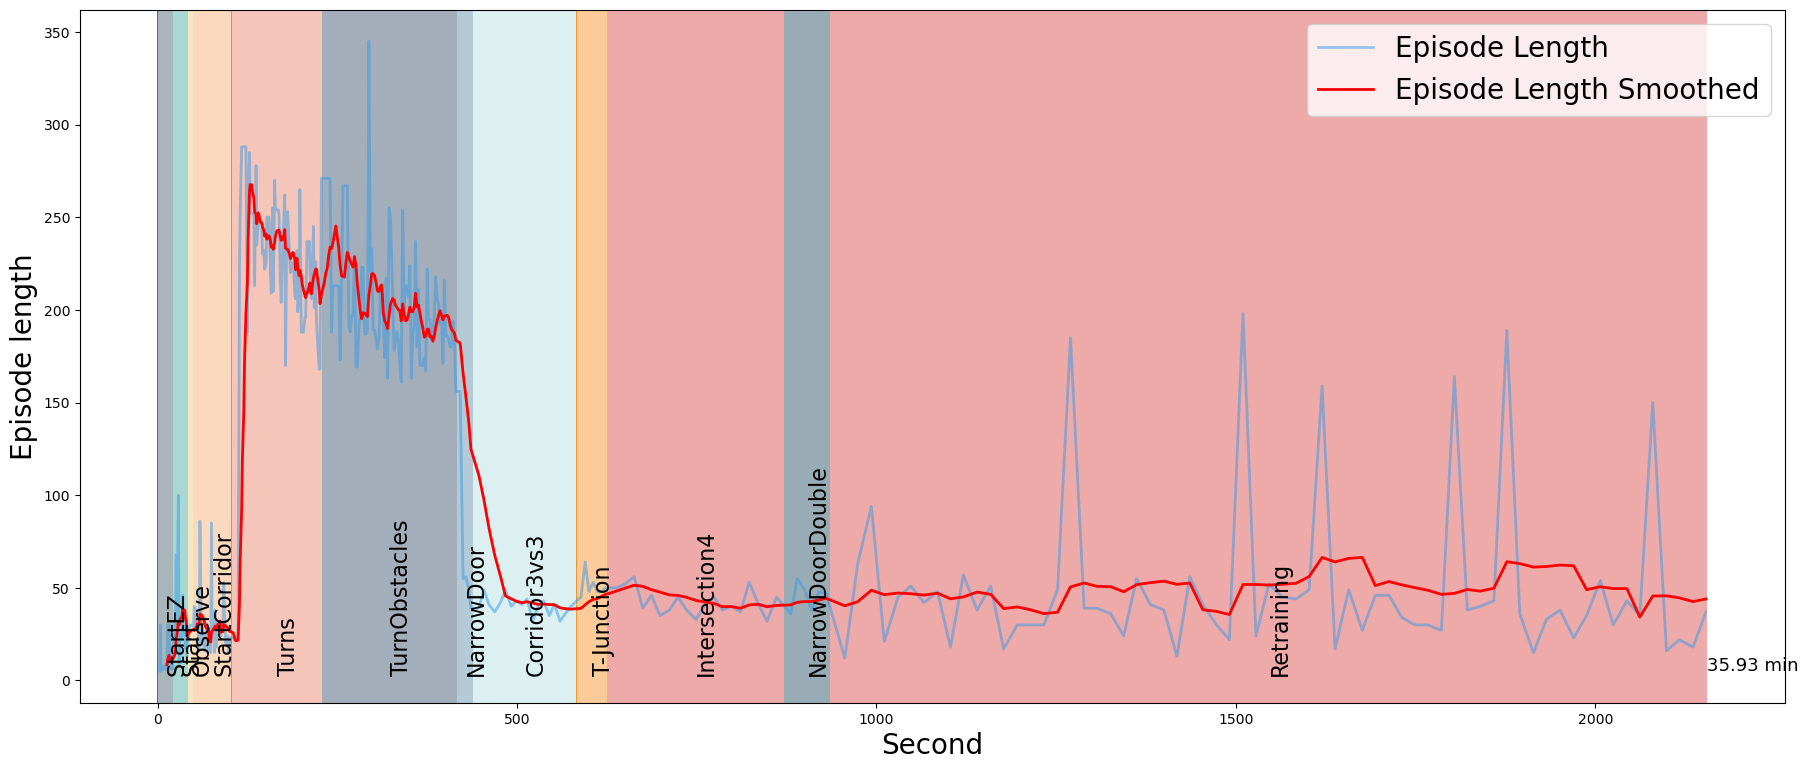 Episode Length
Episode Length Smoothed
Episode length
350
300
250
200
150
100
50
0
StartEZ
Start
Observe
StartCorridor
Turns
TurnObstacles
NarrowDoor
Corridor3vs3
T-Junction
Intersection4
NarrowDoorDouble
Retraining
35.93 min
0
500
1000
1500
2000
Second